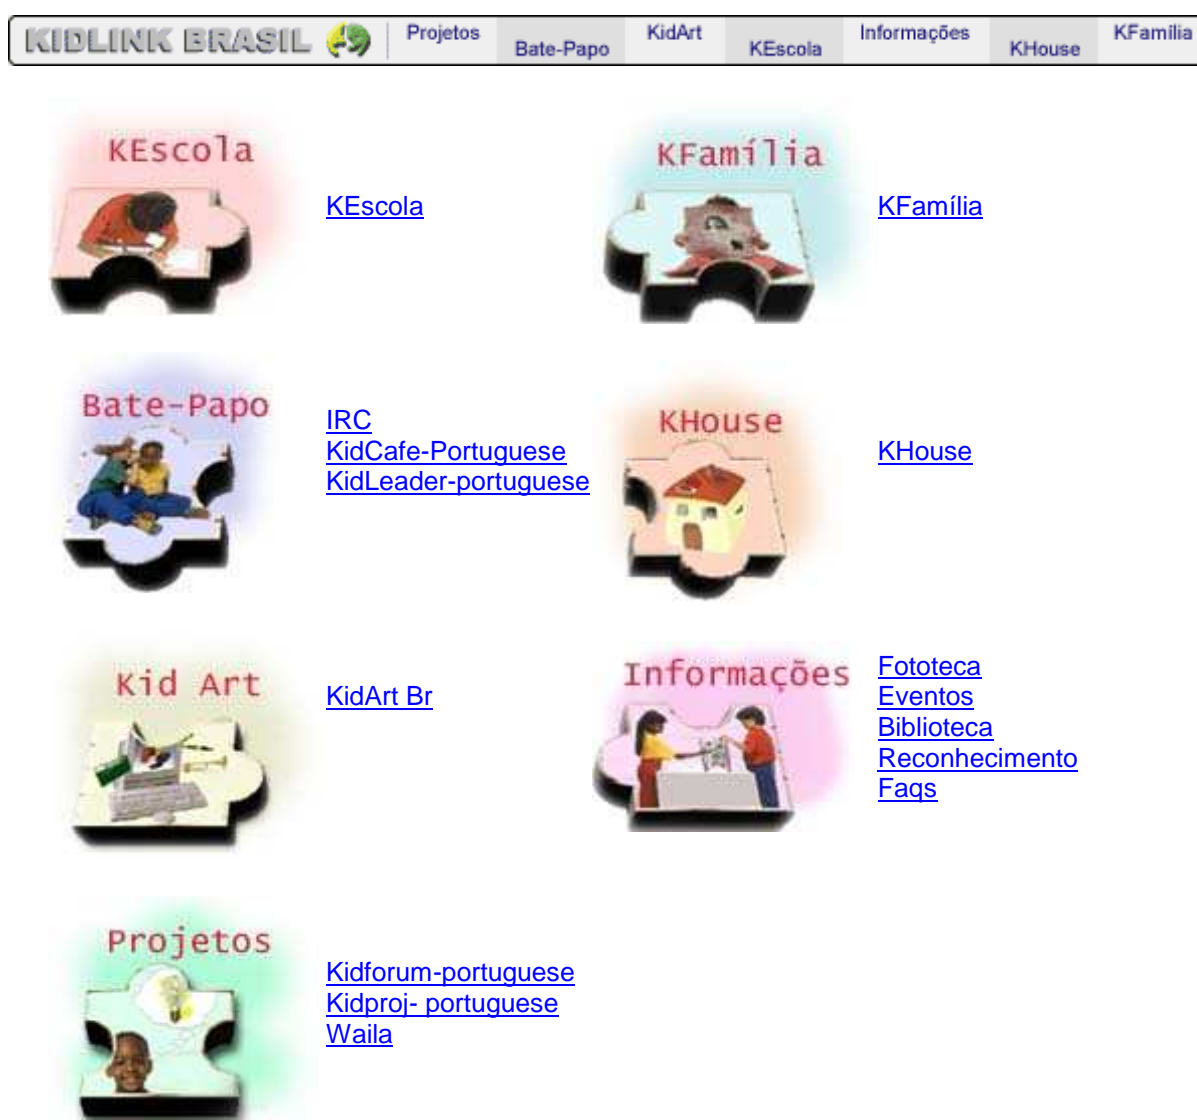 KIDLINK BRASIL
Projetos
Bate-Papo
KidArt
KEscola
Informações
KHouse
KFamília
KEscola
KEscola
KFamília
KFamília
Bate-Papo
IRC
KidCafe-Portuguese
KidLeader-portuguese
KHouse
KHouse
Kid Art
KidArt Br
Informações
Fototeca
Eventos
Biblioteca
Reconhecimento
Faqs
Projetos
Kidforum-portuguese
Kidproj- portuguese
Waila